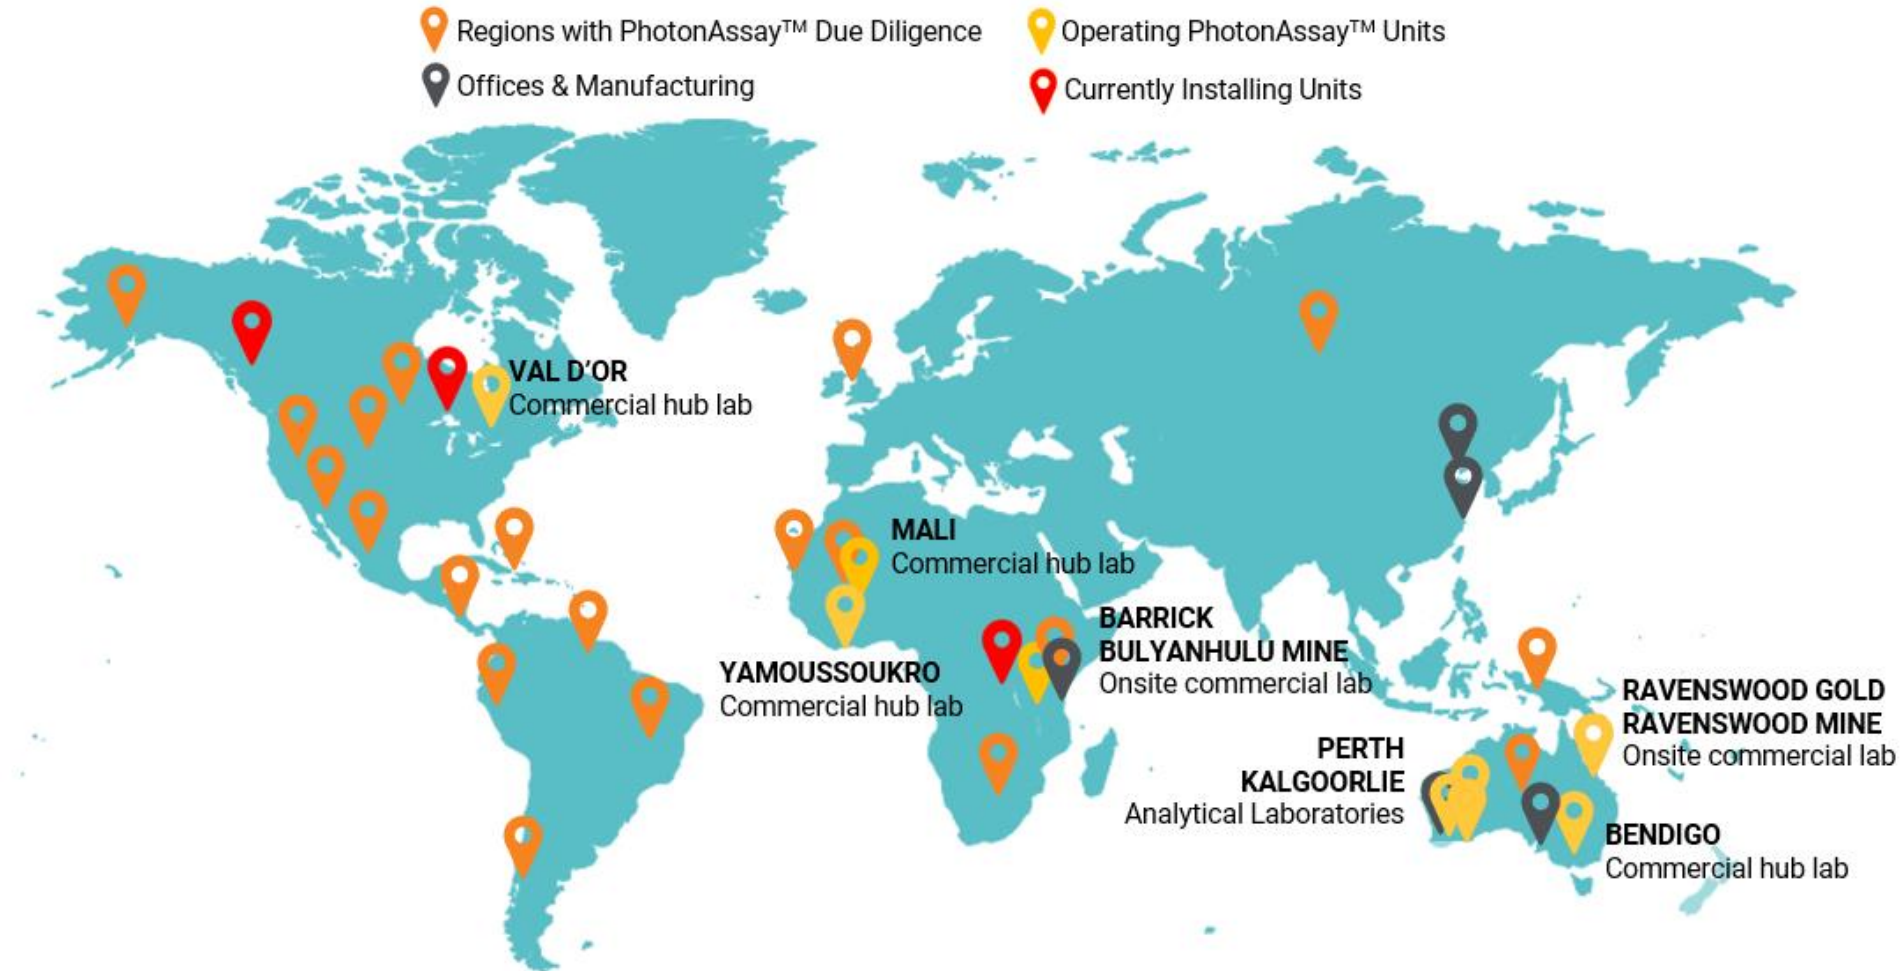 Regions with PhotonAssay™ Due Diligence
Operating PhotonAssay™ Units
Offices & Manufacturing
Currently Installing Units
VAL D’OR
Commercial hub lab
MALI
Commercial hub lab
BARRICK
BULYANHULU MINE
Onsite commercial lab
YAMOUSSOUKRO
Commercial hub lab
RAVENSWOOD GOLD
RAVENSWOOD MINE
Onsite commercial lab
PERTH
KALGOORLIE
Analytical Laboratories
BENDIGO
Commercial hub lab